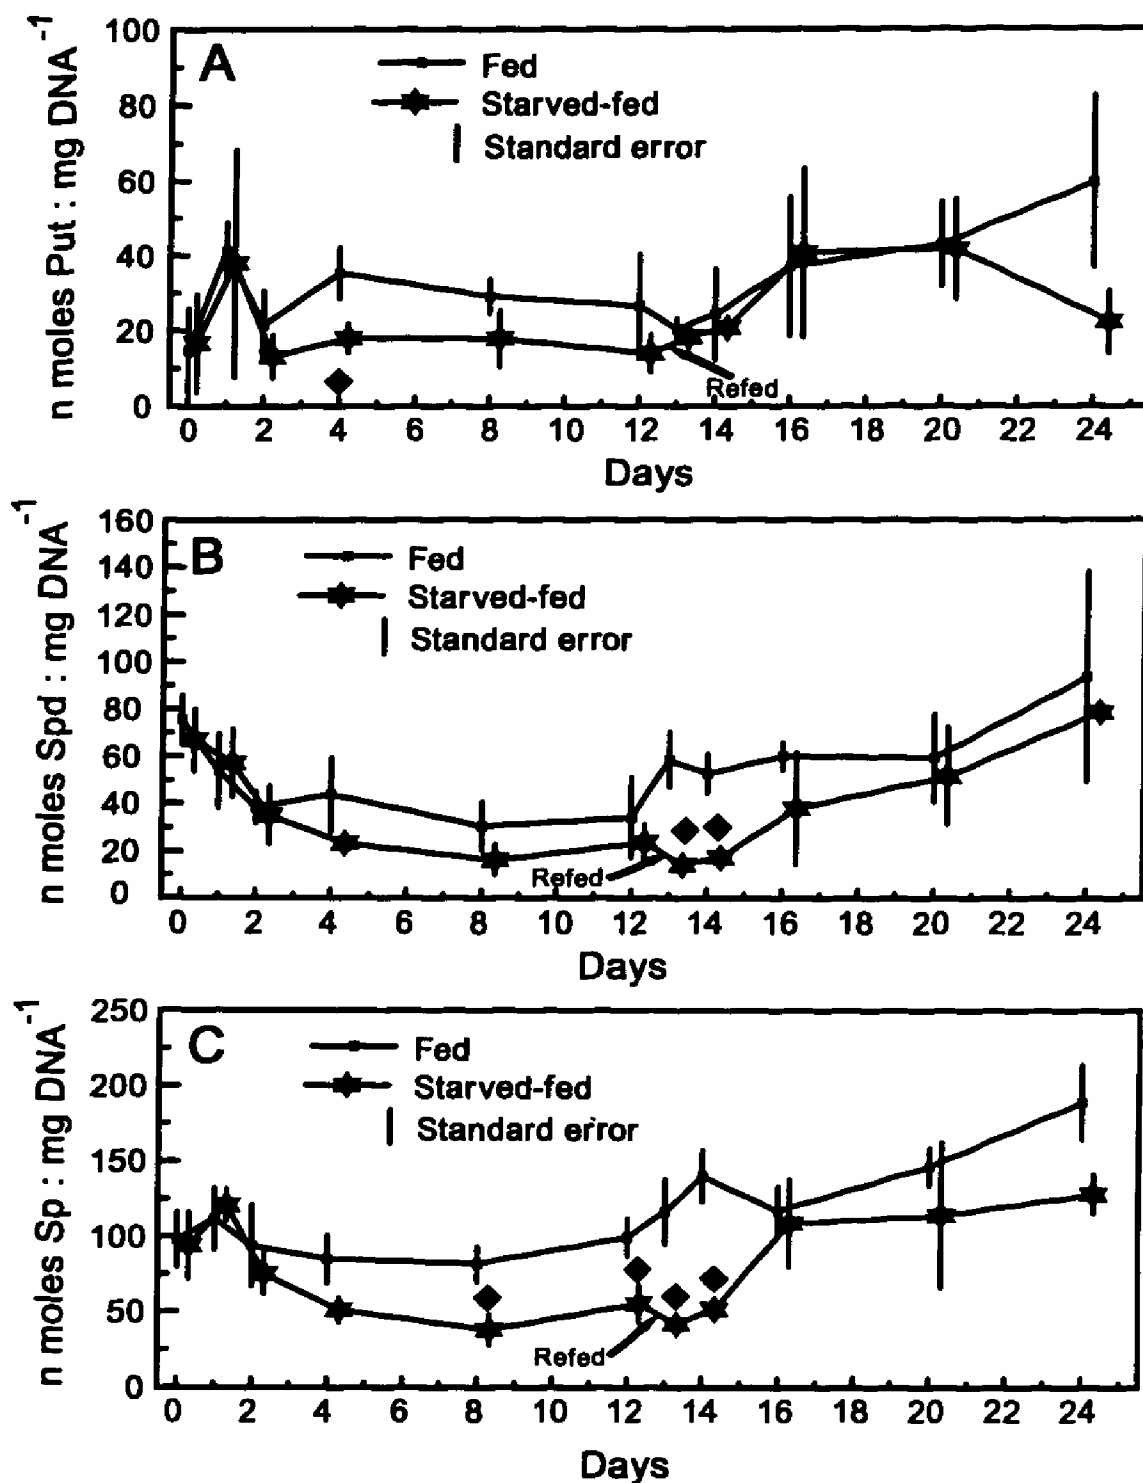 A
Fed
Starved-fed
Standard error
n moles Put : mg DNA⁻¹
100
80
60
40
20
0
Refed
0 2 4 6 8 10 12 14 16 18 20 22 24
Days
B
Fed
Starved-fed
Standard error
n moles Spd : mg DNA⁻¹
160
140
120
100
80
60
40
20
0
Refed
0 2 4 6 8 10 12 14 16 18 20 22 24
Days
C
Fed
Starved-fed
Standard error
n moles Sp : mg DNA⁻¹
250
200
150
100
50
0
Refed
0 2 4 6 8 10 12 14 16 18 20 22 24
Days